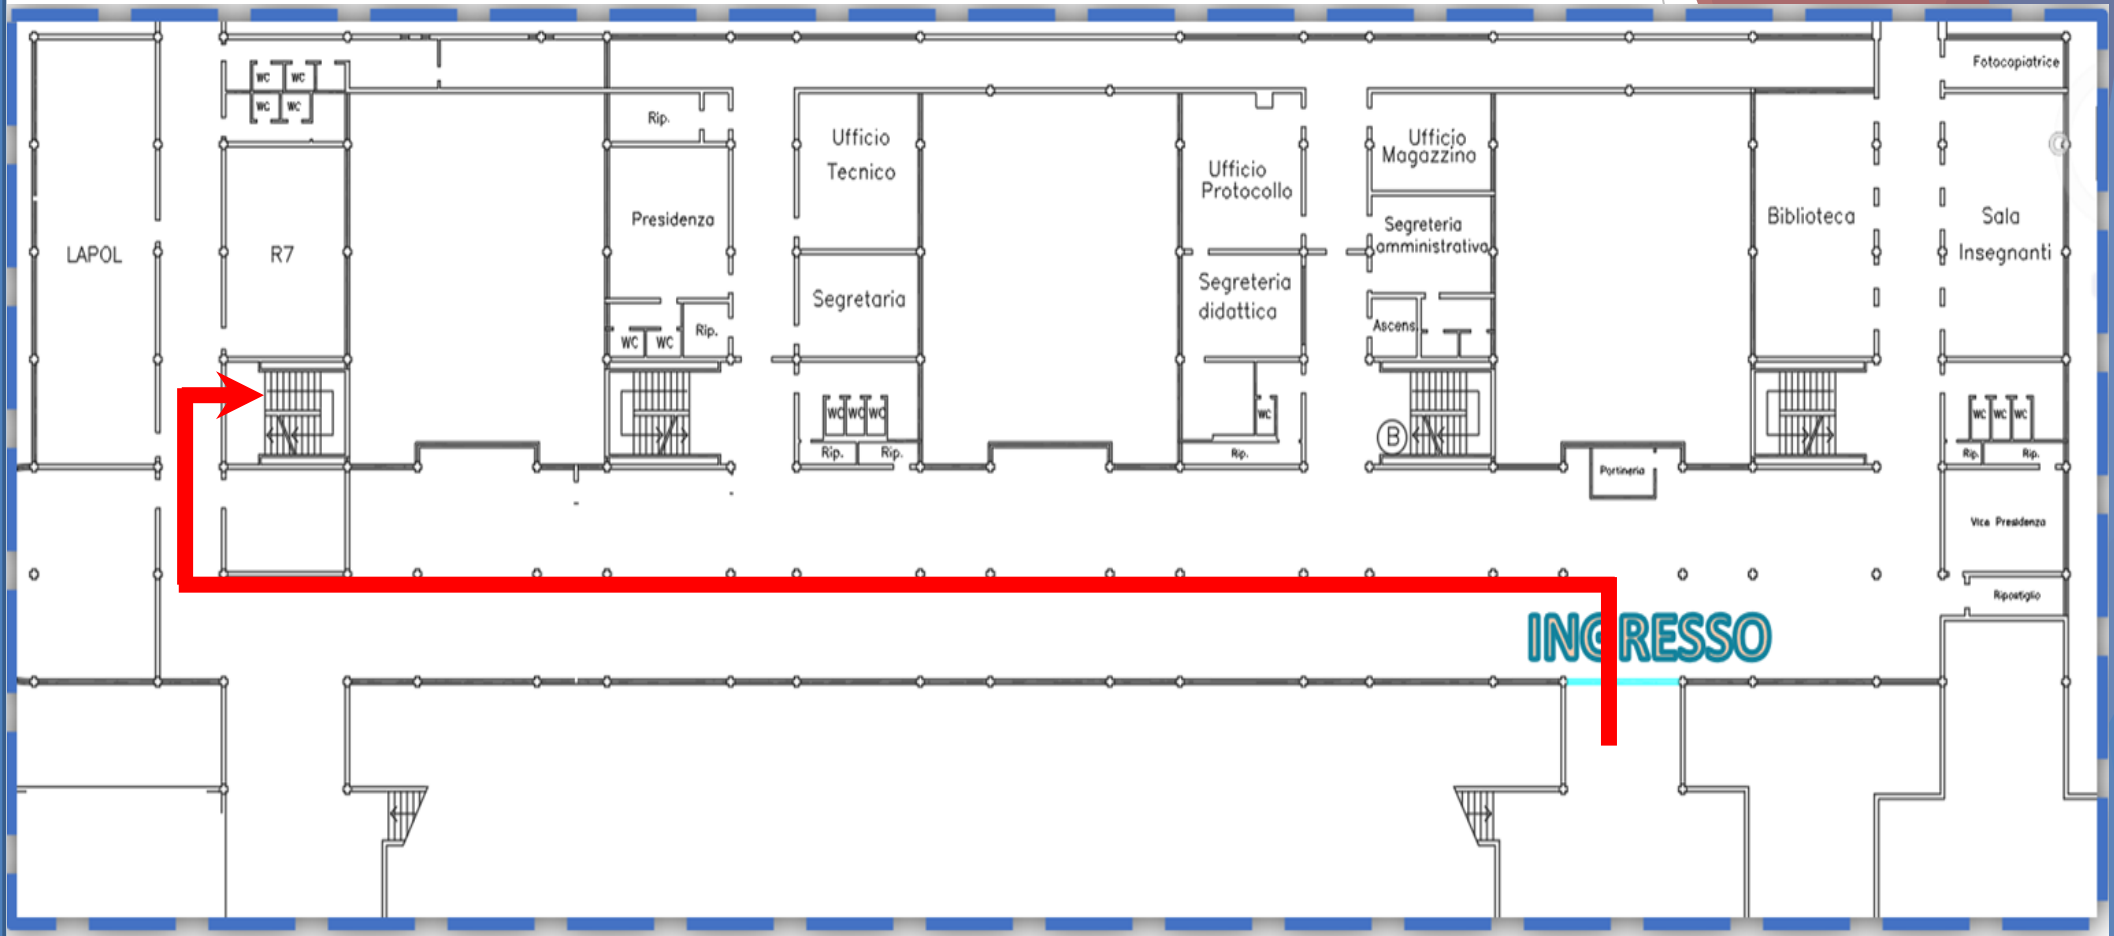 Fotocopiatrice
WC
WC
WC
WC
Rip.
Ufficio
Tecnico
Ufficio
Magazzino
Ufficio
Protocollo
Presidenza
Biblioteca
Sala
Insegnanti
LAPOL
R7
Segreteria
amministrativa
Segretaria
Segreteria
didattica
Rip.
WC
WC
Ascens.
WC
WC
WC
WC
WC
WC
WC
B
Rip.
Rip.
Rip.
Rip.
Rip.
Portineria
Vice Presidenza
Ripostiglio
INGRESSO